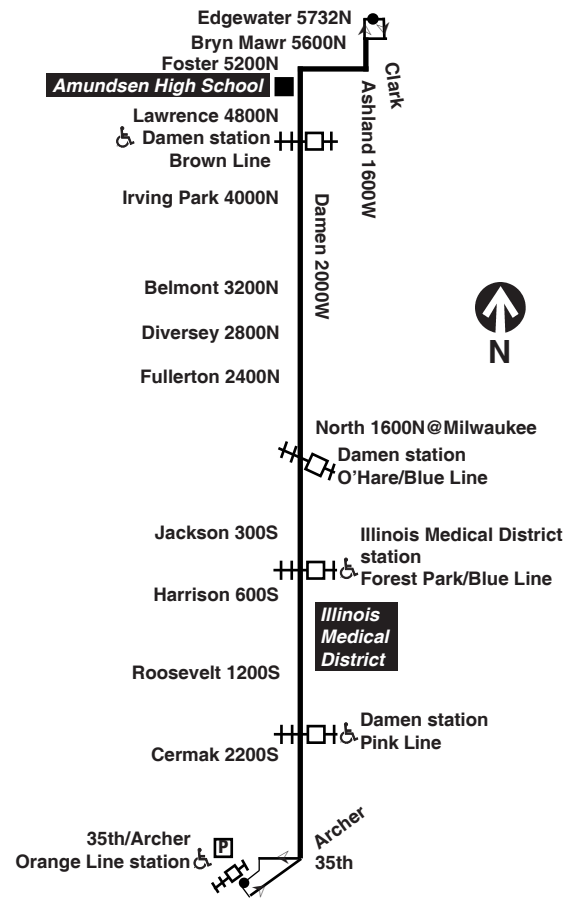 Edgewater 5732N
Bryn Mawr 5600N
Foster 5200N
Amundsen High School
Clark
Ashland 1600W
Lawrence 4800N
Damen station
Brown Line
Irving Park 4000N
Damen 2000W
Belmont 3200N
Diversey 2800N
N
Fullerton 2400N
North 1600N@Milwaukee
Damen station
O'Hare/Blue Line
Jackson 300S
Illinois Medical District
station
Forest Park/Blue Line
Harrison 600S
Illinois
Medical
District
Roosevelt 1200S
Damen station
Pink Line
Cermak 2200S
35th/Archer
P
Orange Line station
Archer
35th